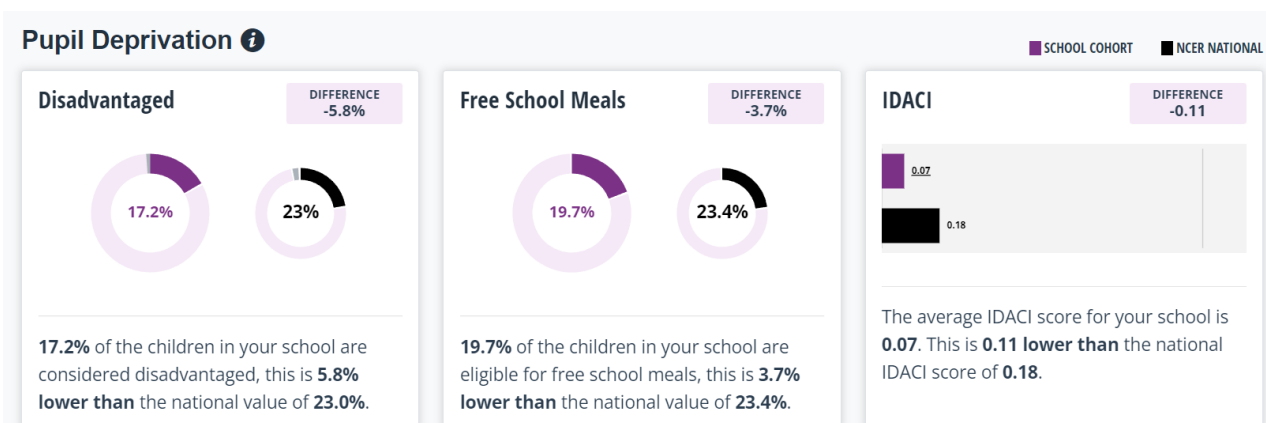 Pupil Deprivation i
SCHOOL COHORT NCER NATIONAL
Disadvantaged
DIFFERENCE
-5.8%
17.2%
23%
17.2% of the children in your school are
considered disadvantaged, this is 5.8%
lower than the national value of 23.0%.
Free School Meals
DIFFERENCE
-3.7%
19.7%
23.4%
19.7% of the children in your school are
eligible for free school meals, this is 3.7%
lower than the national value of 23.4%.
IDACI
DIFFERENCE
-0.11
0.07
0.18
The average IDACI score for your school is
0.07. This is 0.11 lower than the national
IDACI score of 0.18.